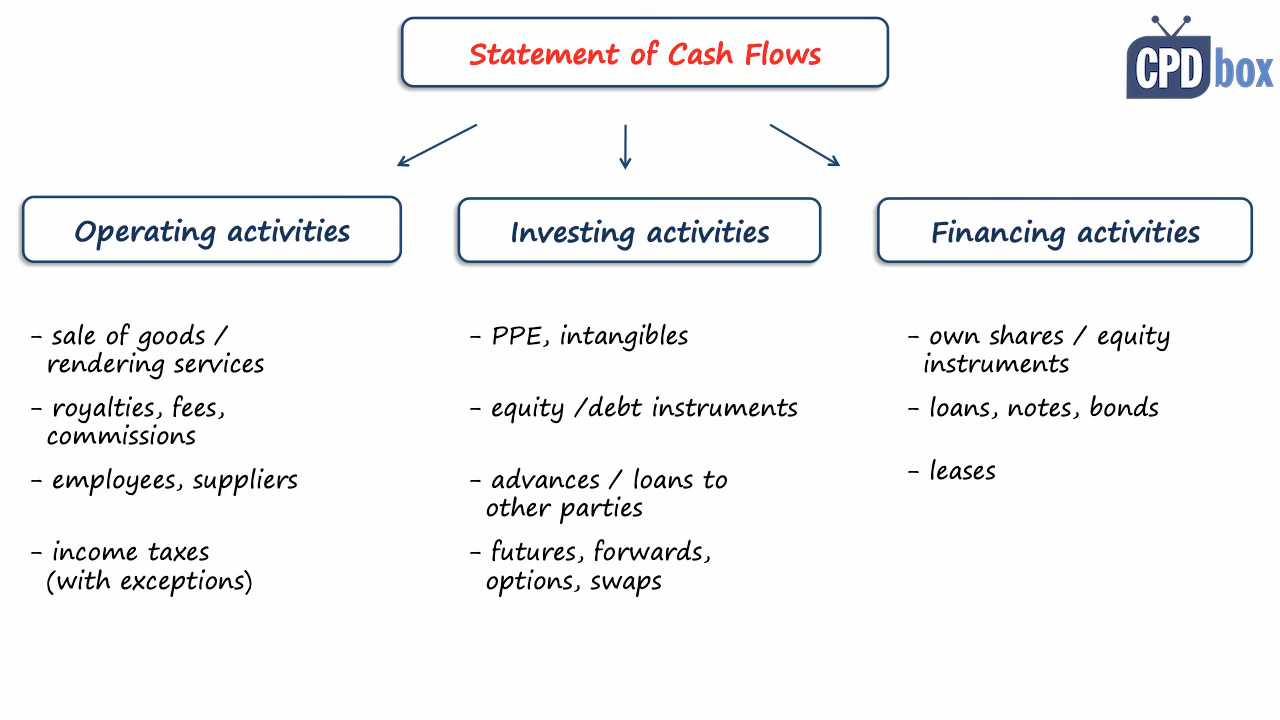 Statement of Cash Flows
CPD box
Operating activities
Investing activities
Financing activities
- sale of goods /
rendering services
- royalties, fees,
commissions
- employees, suppliers
- income taxes
(with exceptions)
- PPE, intangibles
- equity /debt instruments
- advances / loans to
other parties
- futures, forwards,
options, swaps
- own shares / equity
instruments
- loans, notes, bonds
- leases